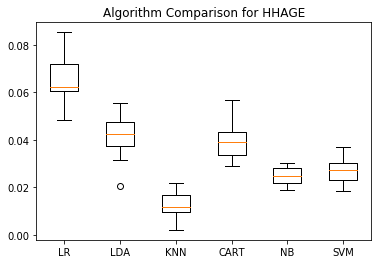 Algorithm Comparison for HHAGE
0.08
0.06
0.04
0.02
0.00
LR LDA KNN CART NB SVM